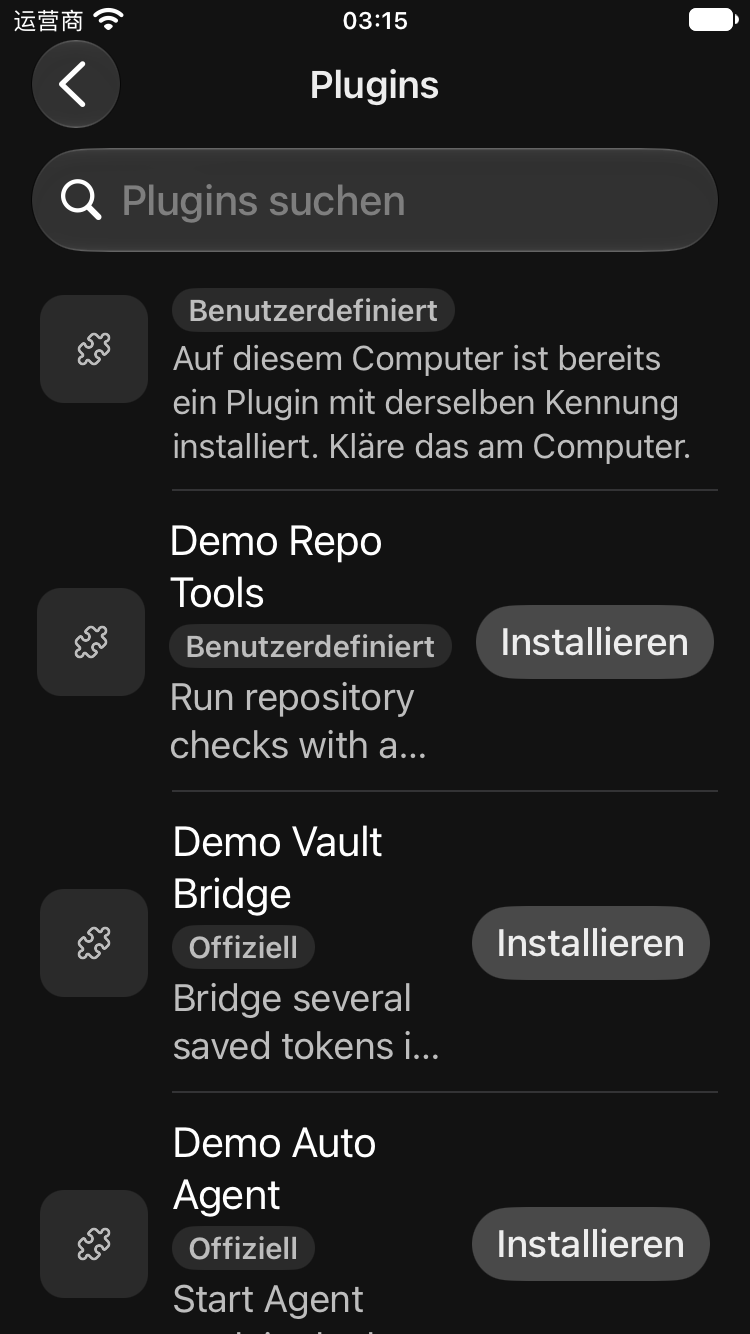 运营商
03:15
Plugins
Plugins suchen
Benutzerdefiniert
Auf diesem Computer ist bereits
ein Plugin mit derselben Kennung
installiert. Kläre das am Computer.
Demo Repo
Tools
Benutzerdefiniert
Installieren
Run repository
checks with a...
Demo Vault
Bridge
Offiziell
Installieren
Bridge several
saved tokens i...
Demo Auto
Agent
Offiziell
Installieren
Start Agent